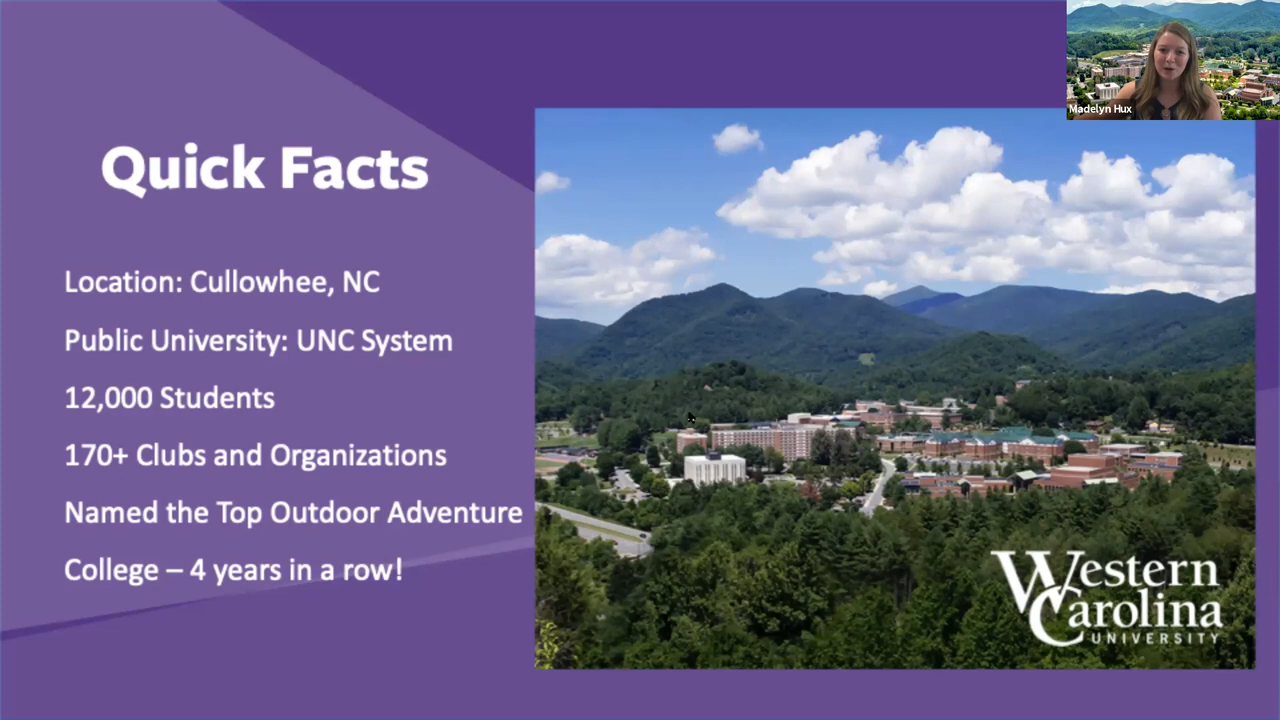 Madelyn Hux
Quick Facts
Location: Cullowhee, NC
Public University: UNC System
12,000 Students
170+ Clubs and Organizations
Named the Top Outdoor Adventure
College – 4 years in a row!
Western
Carolina
UNIVERSITY